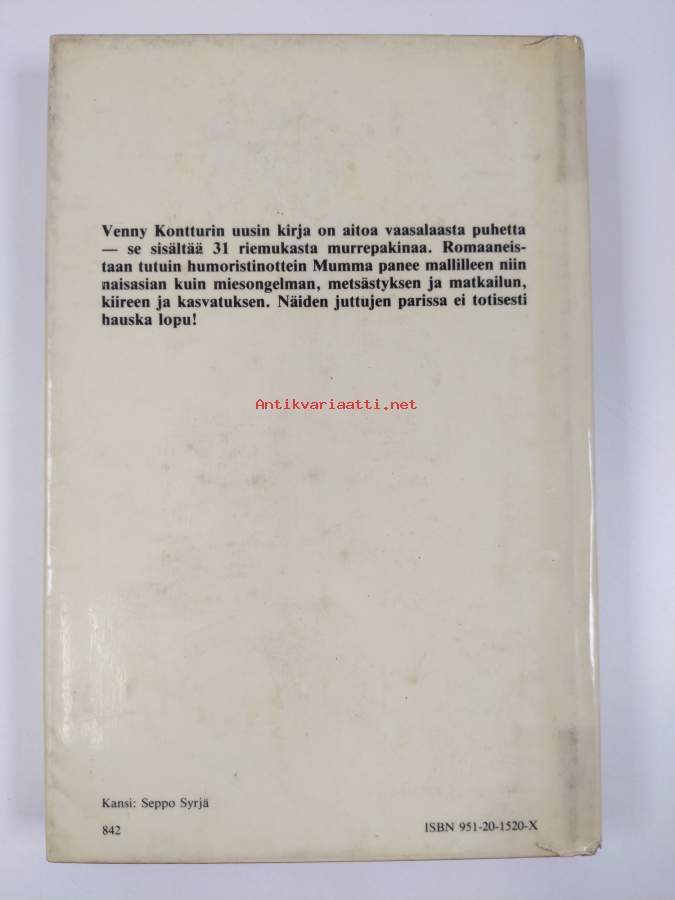 Venny Kontturin uusin kirja on aitoa vaasalaasta puhetta
— se sisältää 31 riemukasta murrepakinaa. Romaaneis-
taan tutuin humoristinottein Mumma panee mallilleen niin
naisasian kuin miesongelman, metsästyksen ja matkailun,
kiireen ja kasvatuksen. Näiden juttujen parissa ei totisesti
hauska lopu!
Antikvariaatti.net
Kansi: Seppo Syrjä
842
ISBN 951-20-1520-X